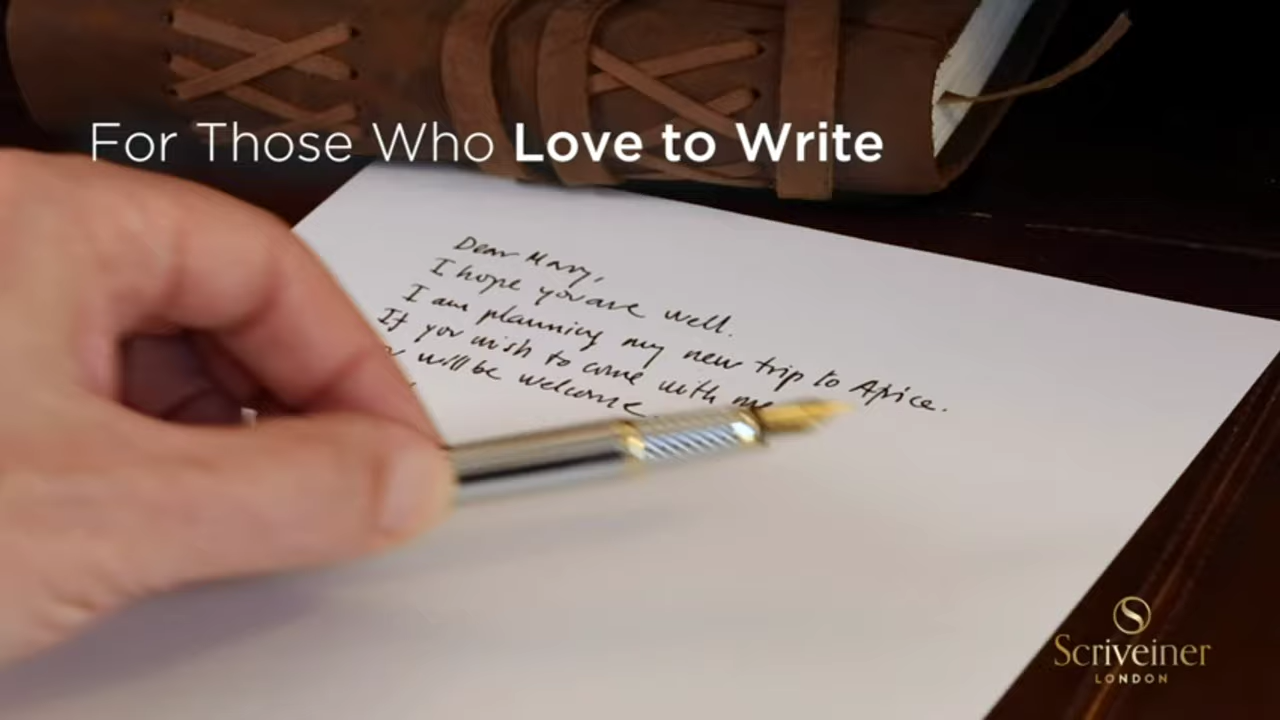 For Those Who Love to Write
Dear Mary,
I hope you are well.
I am planning my new trip to Africe.
If you wish to come with me
will be welcome.
Scriveiner
LONDON